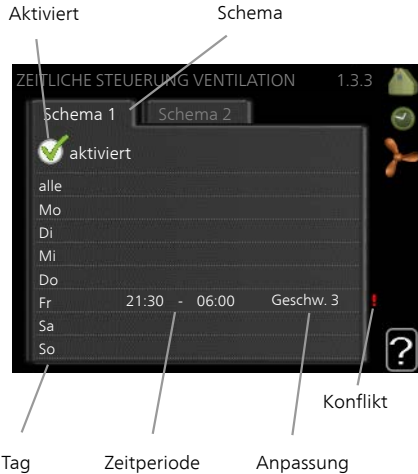 Aktiviert Schema
ZEITLICHE STEUERUNG VENTILATION 1.3.3
Schema 1 Schema 2
aktiviert
alle
Mo
Di
Mi
Do
Fr 21:30 - 06:00 Geschw. 3 !
Sa
So
?
Konflikt
Tag Zeitperiode Anpassung